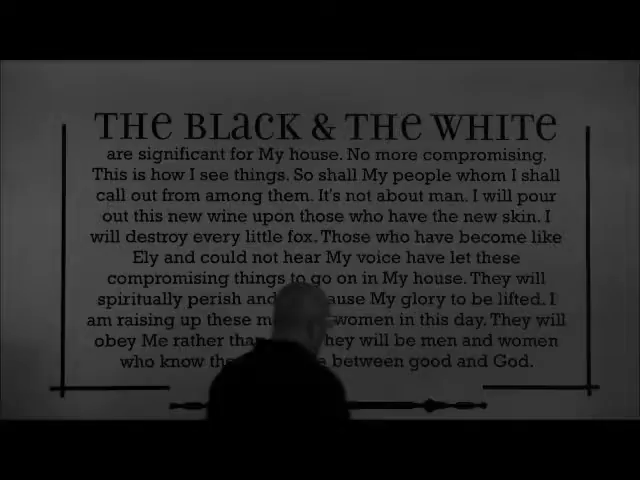 THE BLACK & THE WHITE
are significant for My house. No more compromising.
This is how I see things. So shall My people whom I shall
call out from among them. It's not about man. I will pour
out this new wine upon those who have the new skin. I
will destroy every little fox. Those who have become like
Ely and could not hear My voice have let these
compromising things to go on in My house. They will
spiritually perish and My glory to be lifted. I
am raising up these women in this day. They will
obey Me rather they will be men and women
who know between good and God.